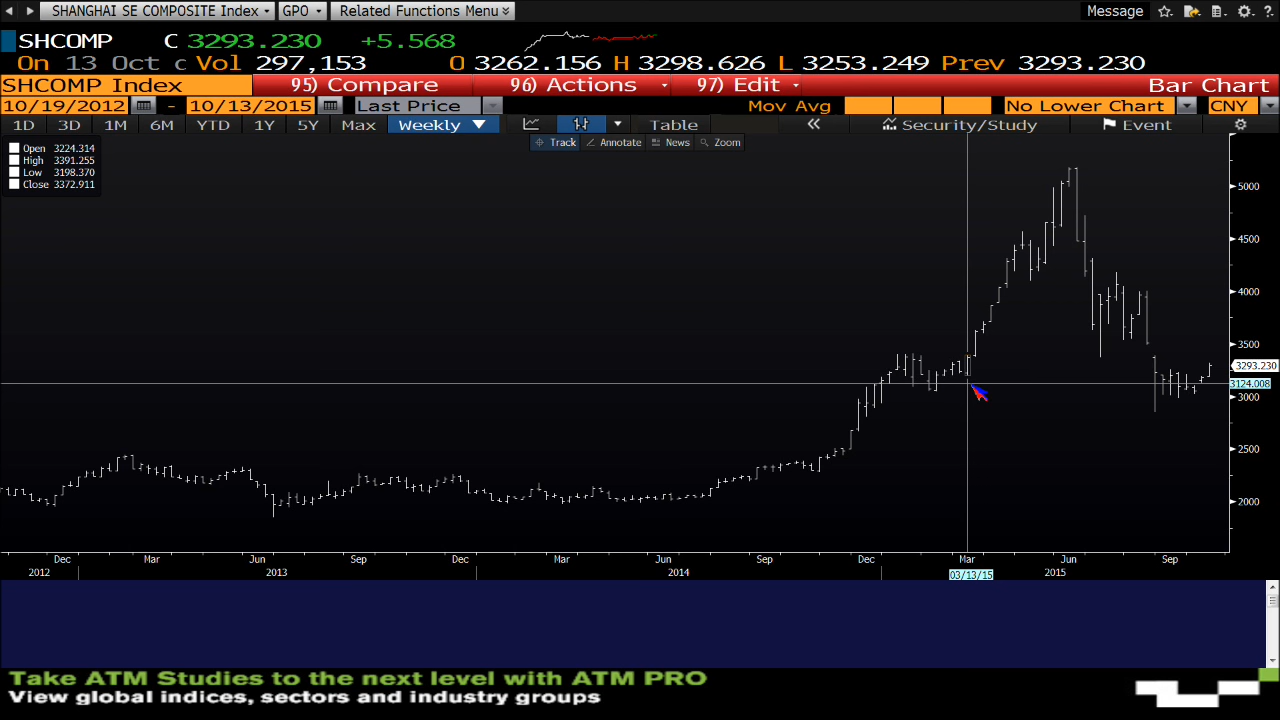 SHANGHAI SE COMPOSITE Index GPO Related Functions Menu Message
SHCOMP C 3293.230 +5.568
On 13 Oct c Vol 297,153 O 3262.156 H 3298.626 L 3253.249 Prev 3293.230
SHCOMP Index 95) Compare 96) Actions 97) Edit Bar Chart
10/19/2012 - 10/13/2015 Last Price Mov Avg No Lower Chart CNY
1D 3D 1M 6M YTD 1Y 5Y Max Weekly Table Security/Study Event
Track Annotate News Zoom
Open 3224.314
High 3391.255
Low 3198.370
Close 3372.911
5000
4500
4000
3500
3293.230
3124.008
3000
2500
2000
Dec Mar Jun Sep Dec Mar Jun Sep Dec Mar Jun Sep
2012 2013 2014 03/13/15 2015
Take ATM Studies to the next level with ATM PRO
View global indices, sectors and industry groups